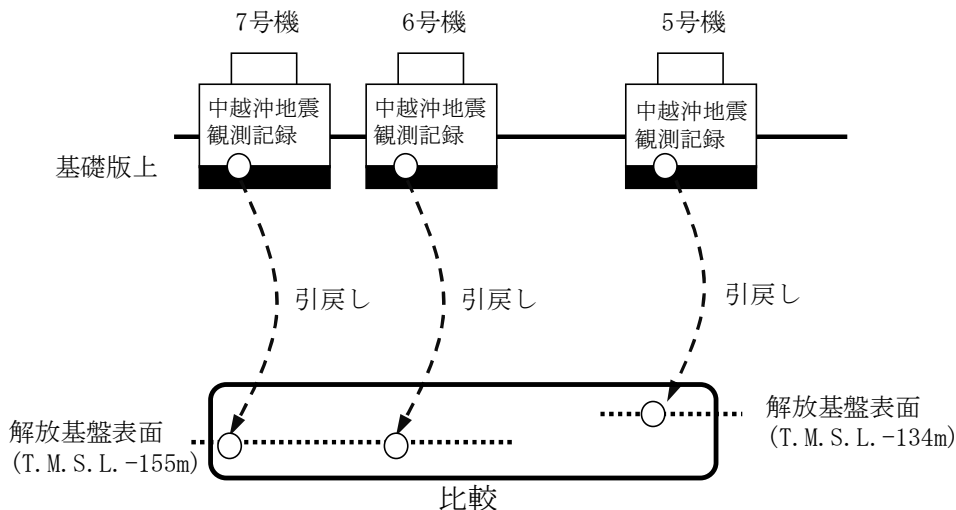 7号機
6号機
5号機
中越沖地震
観測記録
中越沖地震
観測記録
中越沖地震
観測記録
基礎版上
引戻し
引戻し
引戻し
解放基盤表面
(T.M.S.L.-155m)
解放基盤表面
(T.M.S.L.-134m)
比較